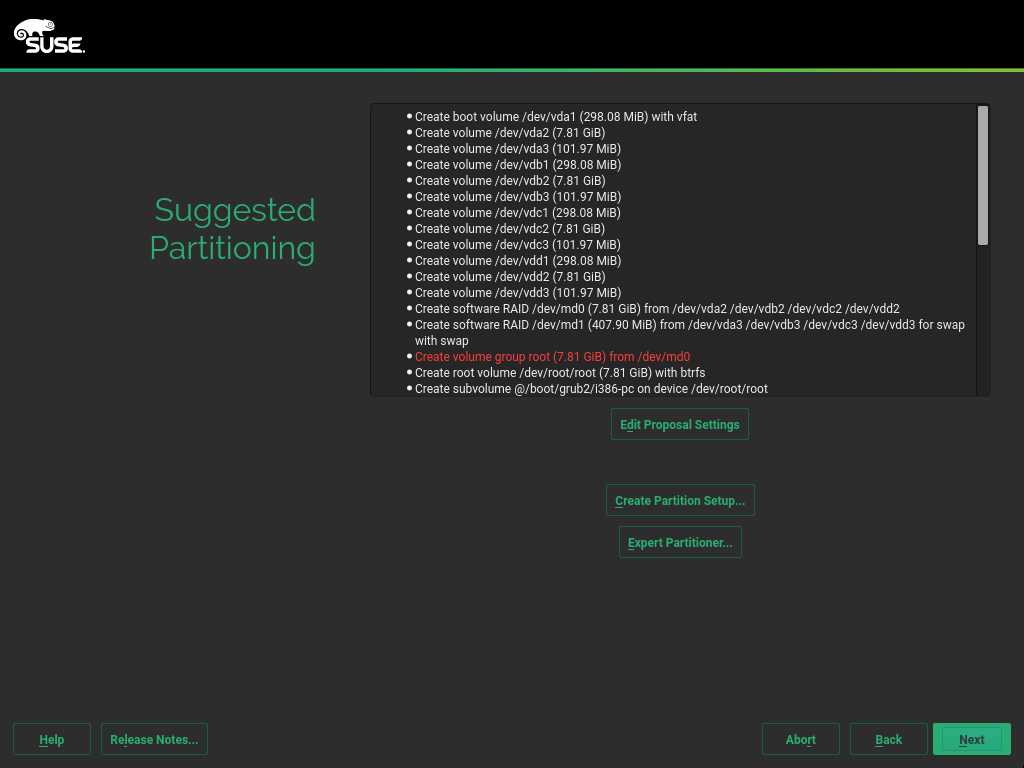 SUSE.
Suggested
Partitioning
Create boot volume /dev/vda1 (298.08 MiB) with vfat
Create volume /dev/vda2 (7.81 GiB)
Create volume /dev/vda3 (101.97 MiB)
Create volume /dev/vdb1 (298.08 MiB)
Create volume /dev/vdb2 (7.81 GiB)
Create volume /dev/vdb3 (101.97 MiB)
Create volume /dev/vdc1 (298.08 MiB)
Create volume /dev/vdc2 (7.81 GiB)
Create volume /dev/vdc3 (101.97 MiB)
Create volume /dev/vdd1 (298.08 MiB)
Create volume /dev/vdd2 (7.81 GiB)
Create volume /dev/vdd3 (101.97 MiB)
Create software RAID /dev/md0 (7.81 GiB) from /dev/vda2 /dev/vdb2 /dev/vdc2 /dev/vdd2
Create software RAID /dev/md1 (407.90 MiB) from /dev/vda3 /dev/vdb3 /dev/vdc3 /dev/vdd3 for swap
with swap
Create volume group root (7.81 GiB) from /dev/md0
Create root volume /dev/root/root (7.81 GiB) with btrfs
Create subvolume @/boot/grub2/i386-pc on device /dev/root/root
Edit Proposal Settings
Create Partition Setup...
Expert Partitioner...
Help
Release Notes...
Abort
Back
Next